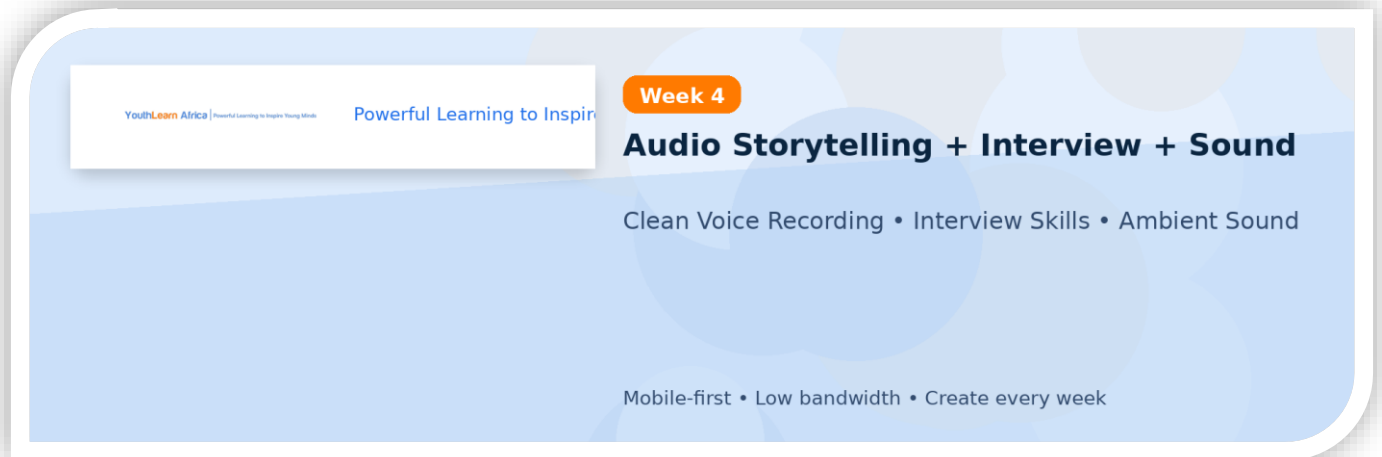 YouthLearn Africa | Powerful Learning to Inspire Young Minds
Powerful Learning to Inspir
Week 4
Audio Storytelling + Interview + Sound
Clean Voice Recording • Interview Skills • Ambient Sound
Mobile-first • Low bandwidth • Create every week